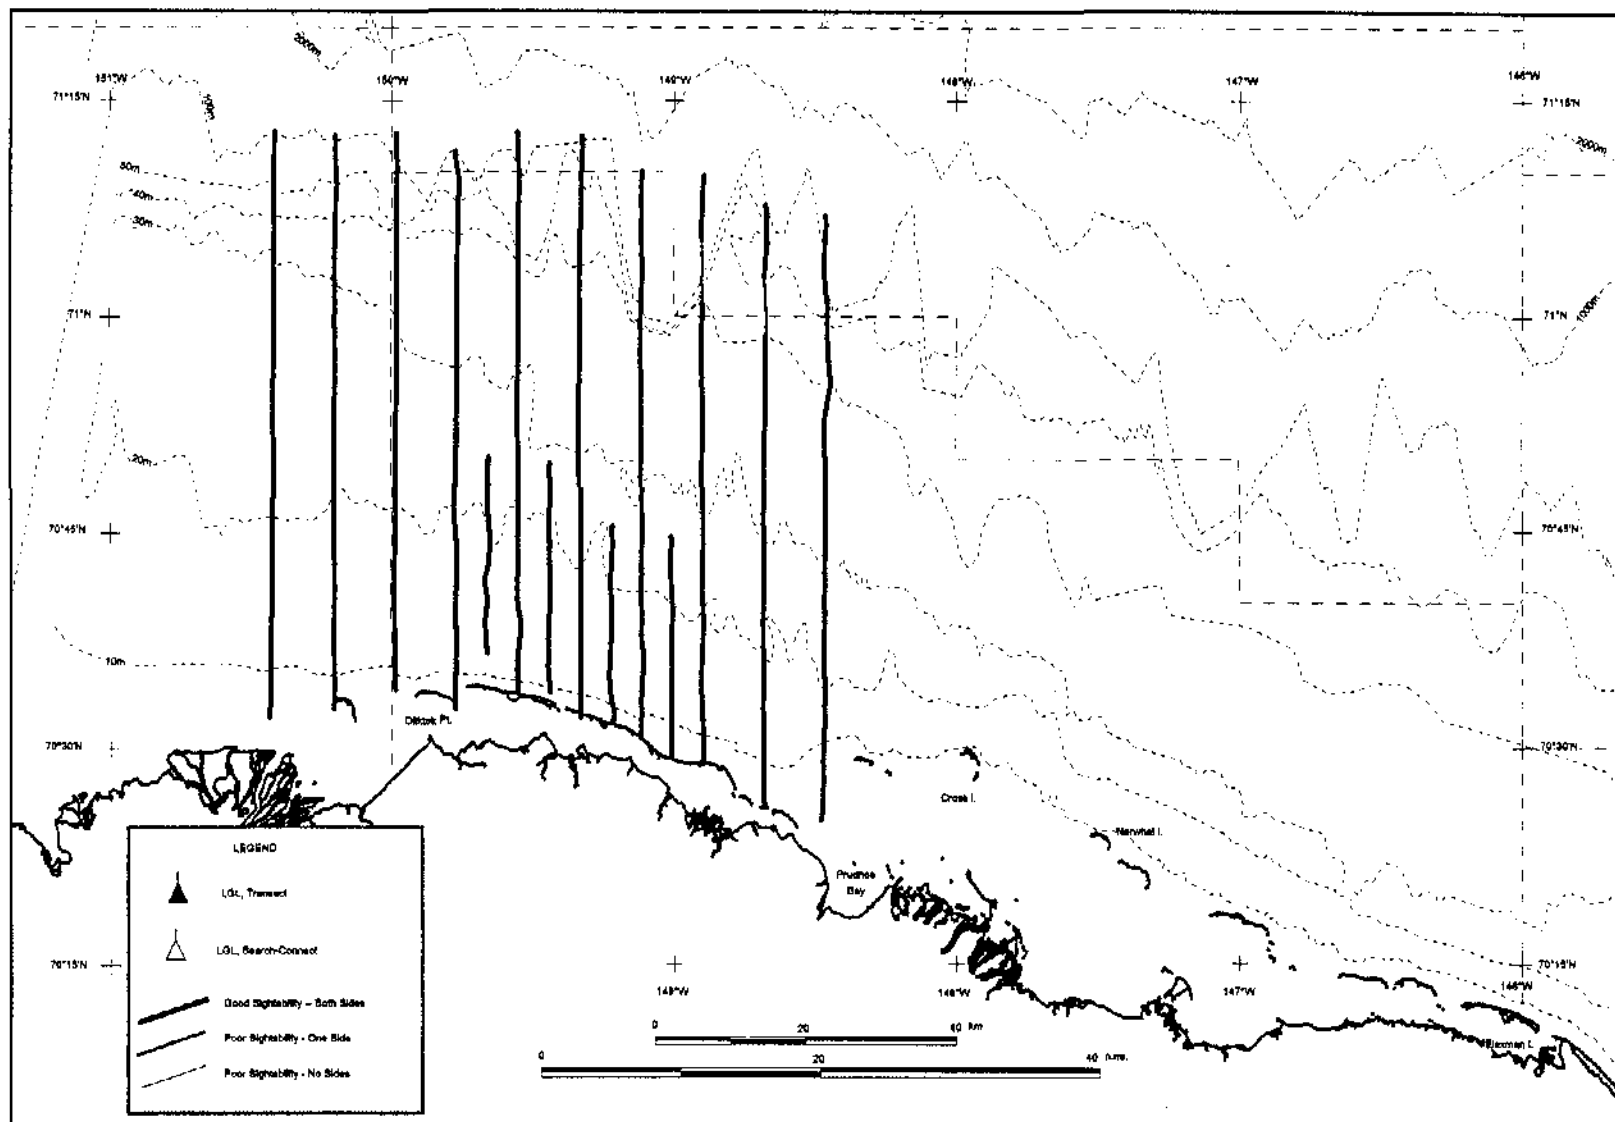 2000m
151°W
150°W
149°W
148°W
147°W
146°W
71°15'N
71°15'N
2000m
50m
40m
30m
1000m
71°N
71°N
20m
70°45'N
70°45'N
10m
Oliktok Pt.
70°30'N
70°30'N
Cross I.
Narwhal I.
Prudhoe
Bay
LEGEND
LGL, Transect
LGL, Search-Connect
Good Sightability – Both Sides
Poor Sightability - One Side
Poor Sightability - No Sides
70°15'N
70°15'N
149°W
148°W
147°W
146°W
Flaxman I.
0 20 40 km
0 20 40 n.mi.